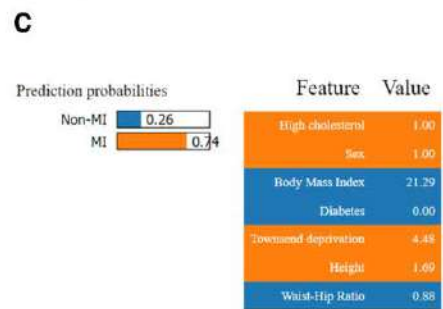 C
Prediction probabilities
Non-MI 0.26
MI 0.74
Feature Value
High cholesterol 1.00
Sex 1.00
Body Mass Index 21.29
Diabetes 0.00
Townsend deprivation 4.48
Height 1.69
Waist-Hip Ratio 0.88